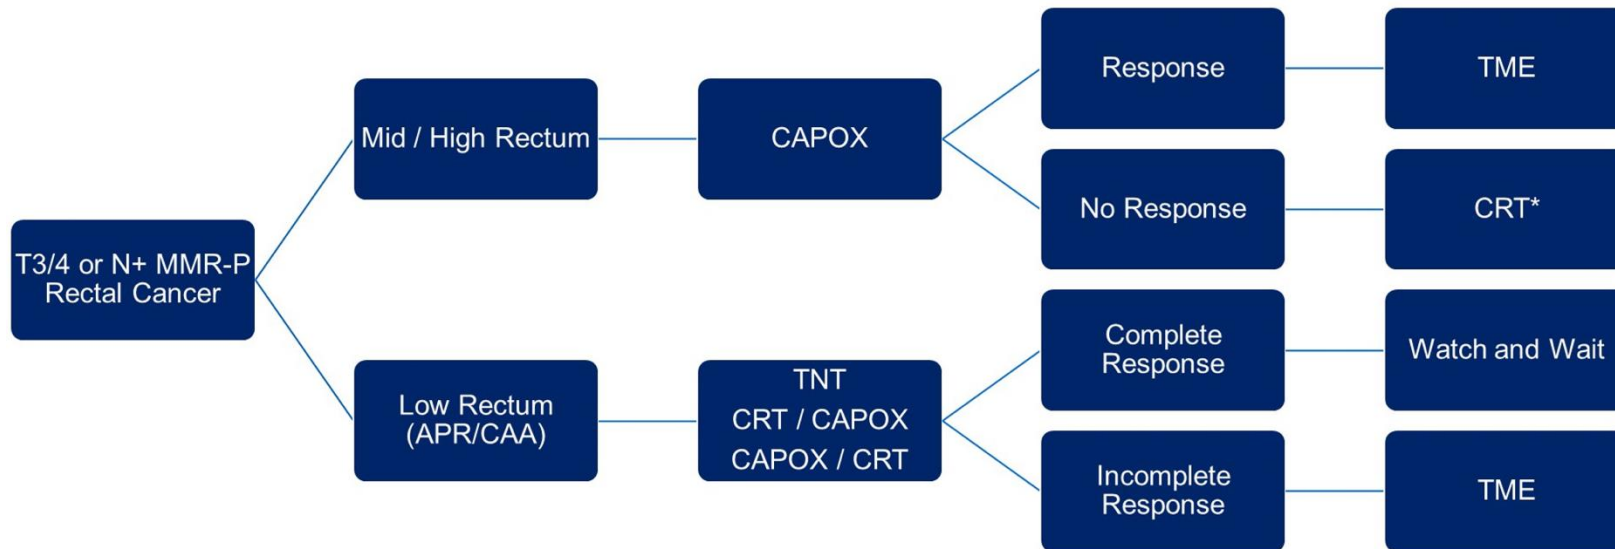 T3/4 or N+ MMR-P
Rectal Cancer
Mid / High Rectum
CAPOX
Response
TME
No Response
CRT*
Low Rectum
(APR/CAA)
TNT
CRT / CAPOX
CAPOX / CRT
Complete
Response
Watch and Wait
Incomplete
Response
TME